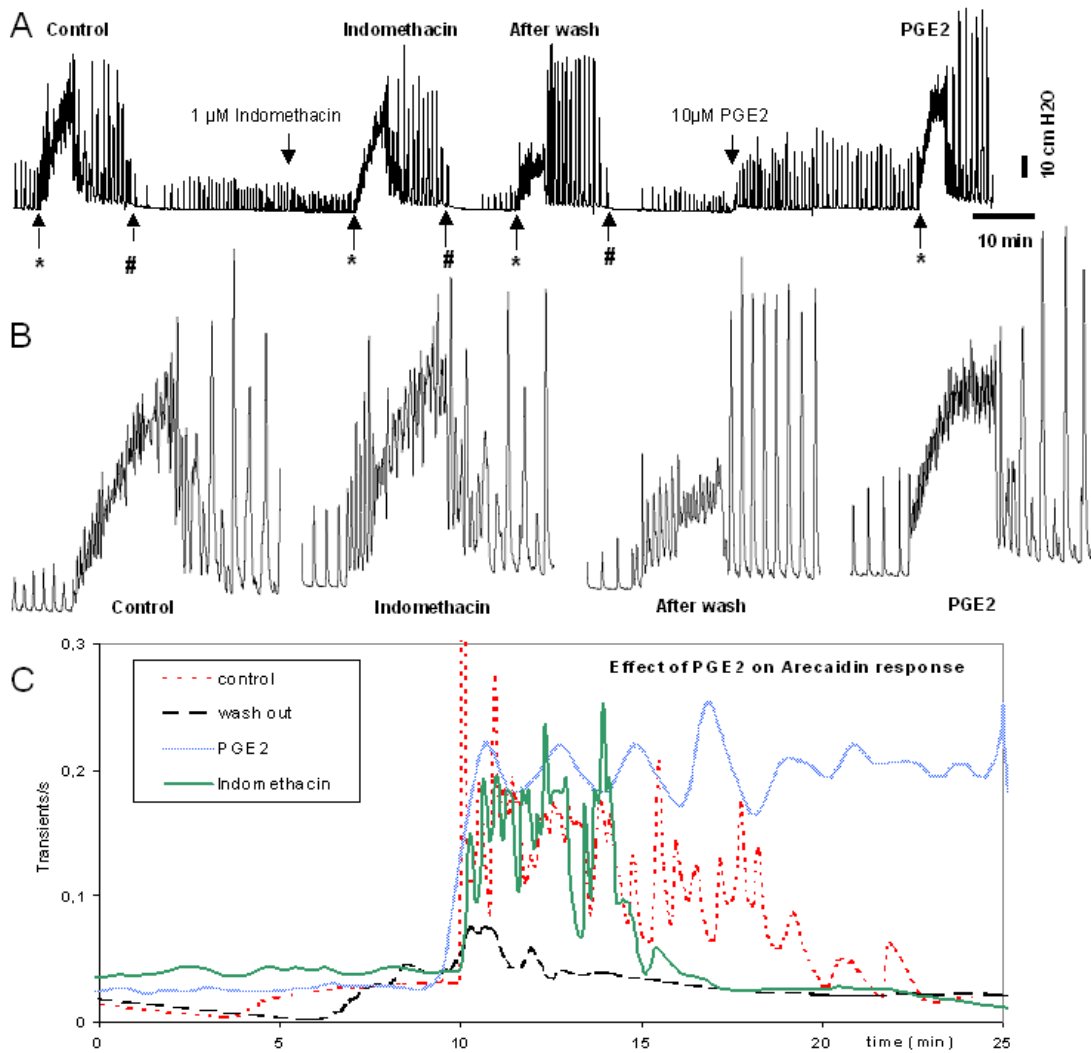 A
Control
Indomethacin
After wash
PGE2
1 µM Indomethacin
10µM PGE2
10 cm H2O
10 min
* # * # * # *
B
Control
Indomethacin
After wash
PGE2
C
0,3
0,2
0,1
0
Transients/s
Effect of PGE2 on Arecaidin response
control
wash out
PGE2
Indomethacin
0 5 10 15 20 25
time (min)